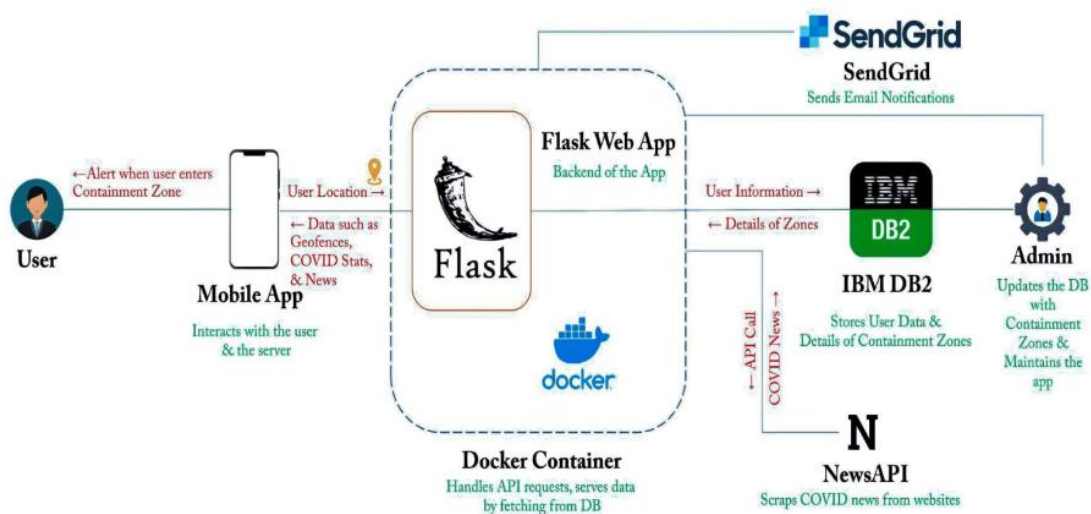 SendGrid
SendGrid
Sends Email Notifications
Flask Web App
Backend of the App
←Alert when user enters
Containment Zone
User Location →
← Data such as
Geofences,
COVID Stats,
& News
Flask
User Information →
← Details of Zones
IBM
DB2
User
Mobile App
Interacts with the user
& the server
IBM DB2
Stores User Data &
Details of Containment Zones
Admin
Updates the DB
with
Containment
Zones &
Maintains the
app
docker
← API Call
COVID News →
Docker Container
Handles API requests, serves data
by fetching from DB
N
NewsAPI
Scraps COVID news from websites